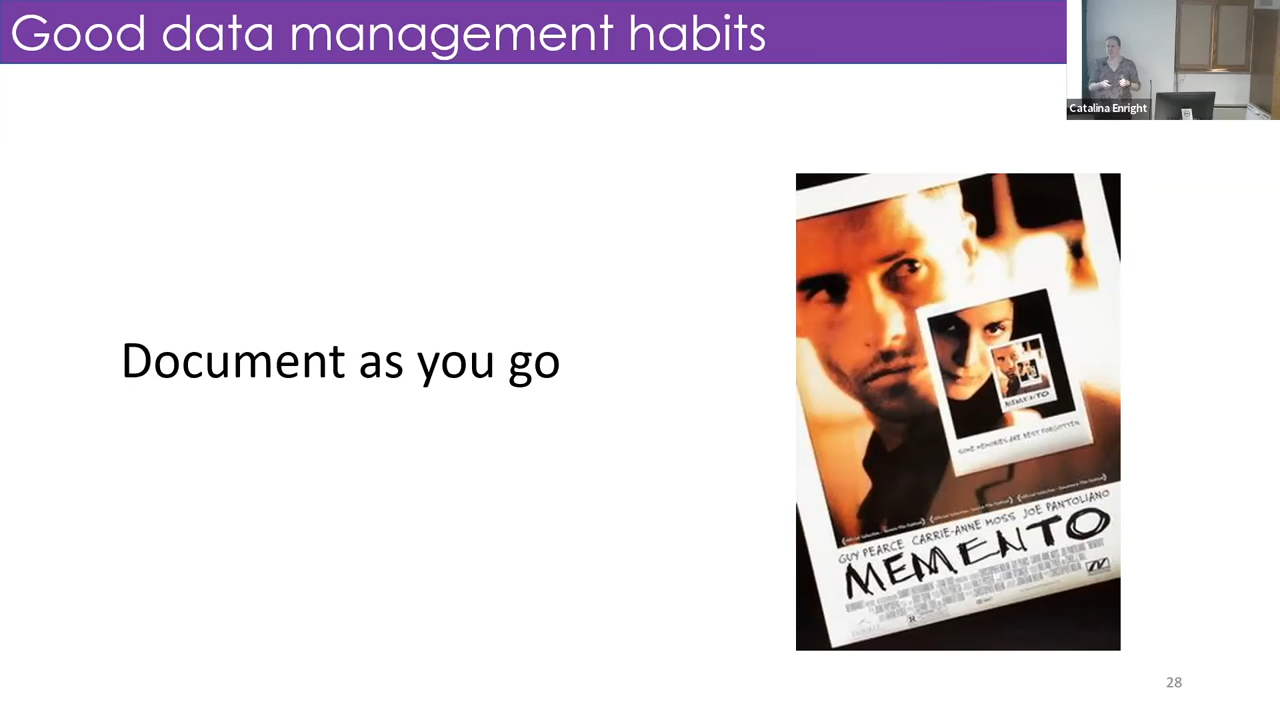 Good data management habits
Catalina Enright
Document as you go
MEMENTO
SOME MEMORIES ARE BEST FORGOTTEN
GUY PEARCE CARRIE-ANNE MOSS JOE PANTOLIANO
MEMENTO
R
28